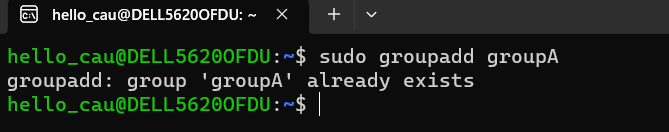 hello_cau@DELL5620OFDU: ~
hello_cau@DELL5620OFDU:~$ sudo groupadd groupA
groupadd: group 'groupA' already exists
hello_cau@DELL5620OFDU:~$